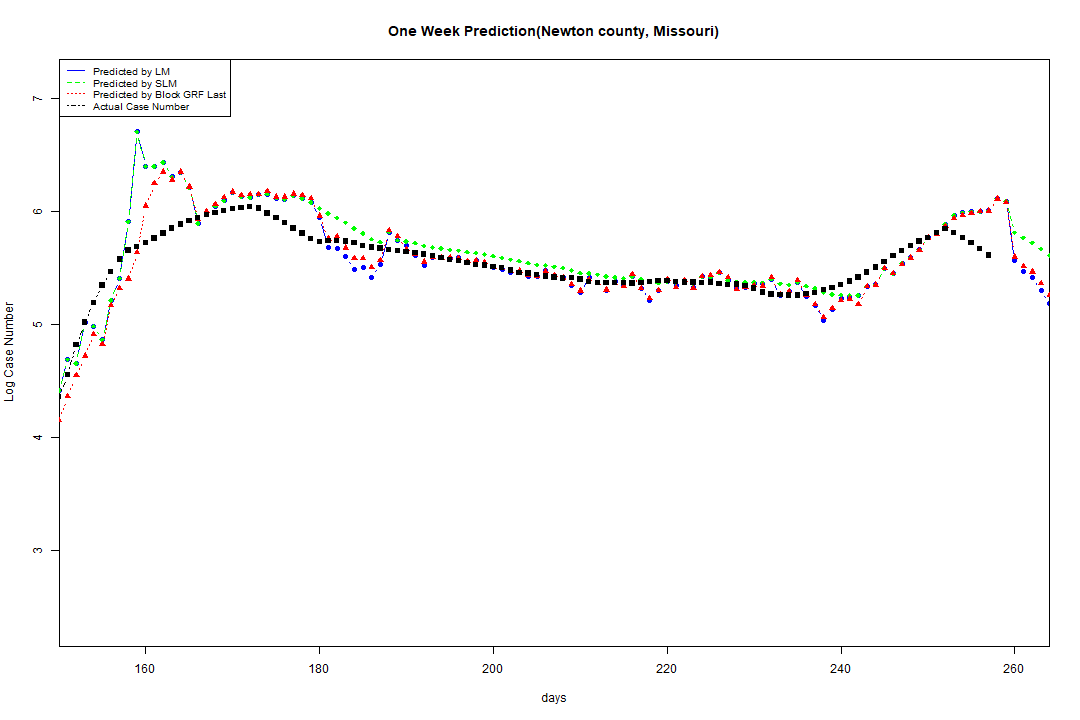 One Week Prediction(Newton county, Missouri)
Predicted by LM
Predicted by SLM
Predicted by Block GRF Last
Actual Case Number
7
6
5
4
3
Log Case Number
160 180 200 220 240 260
days